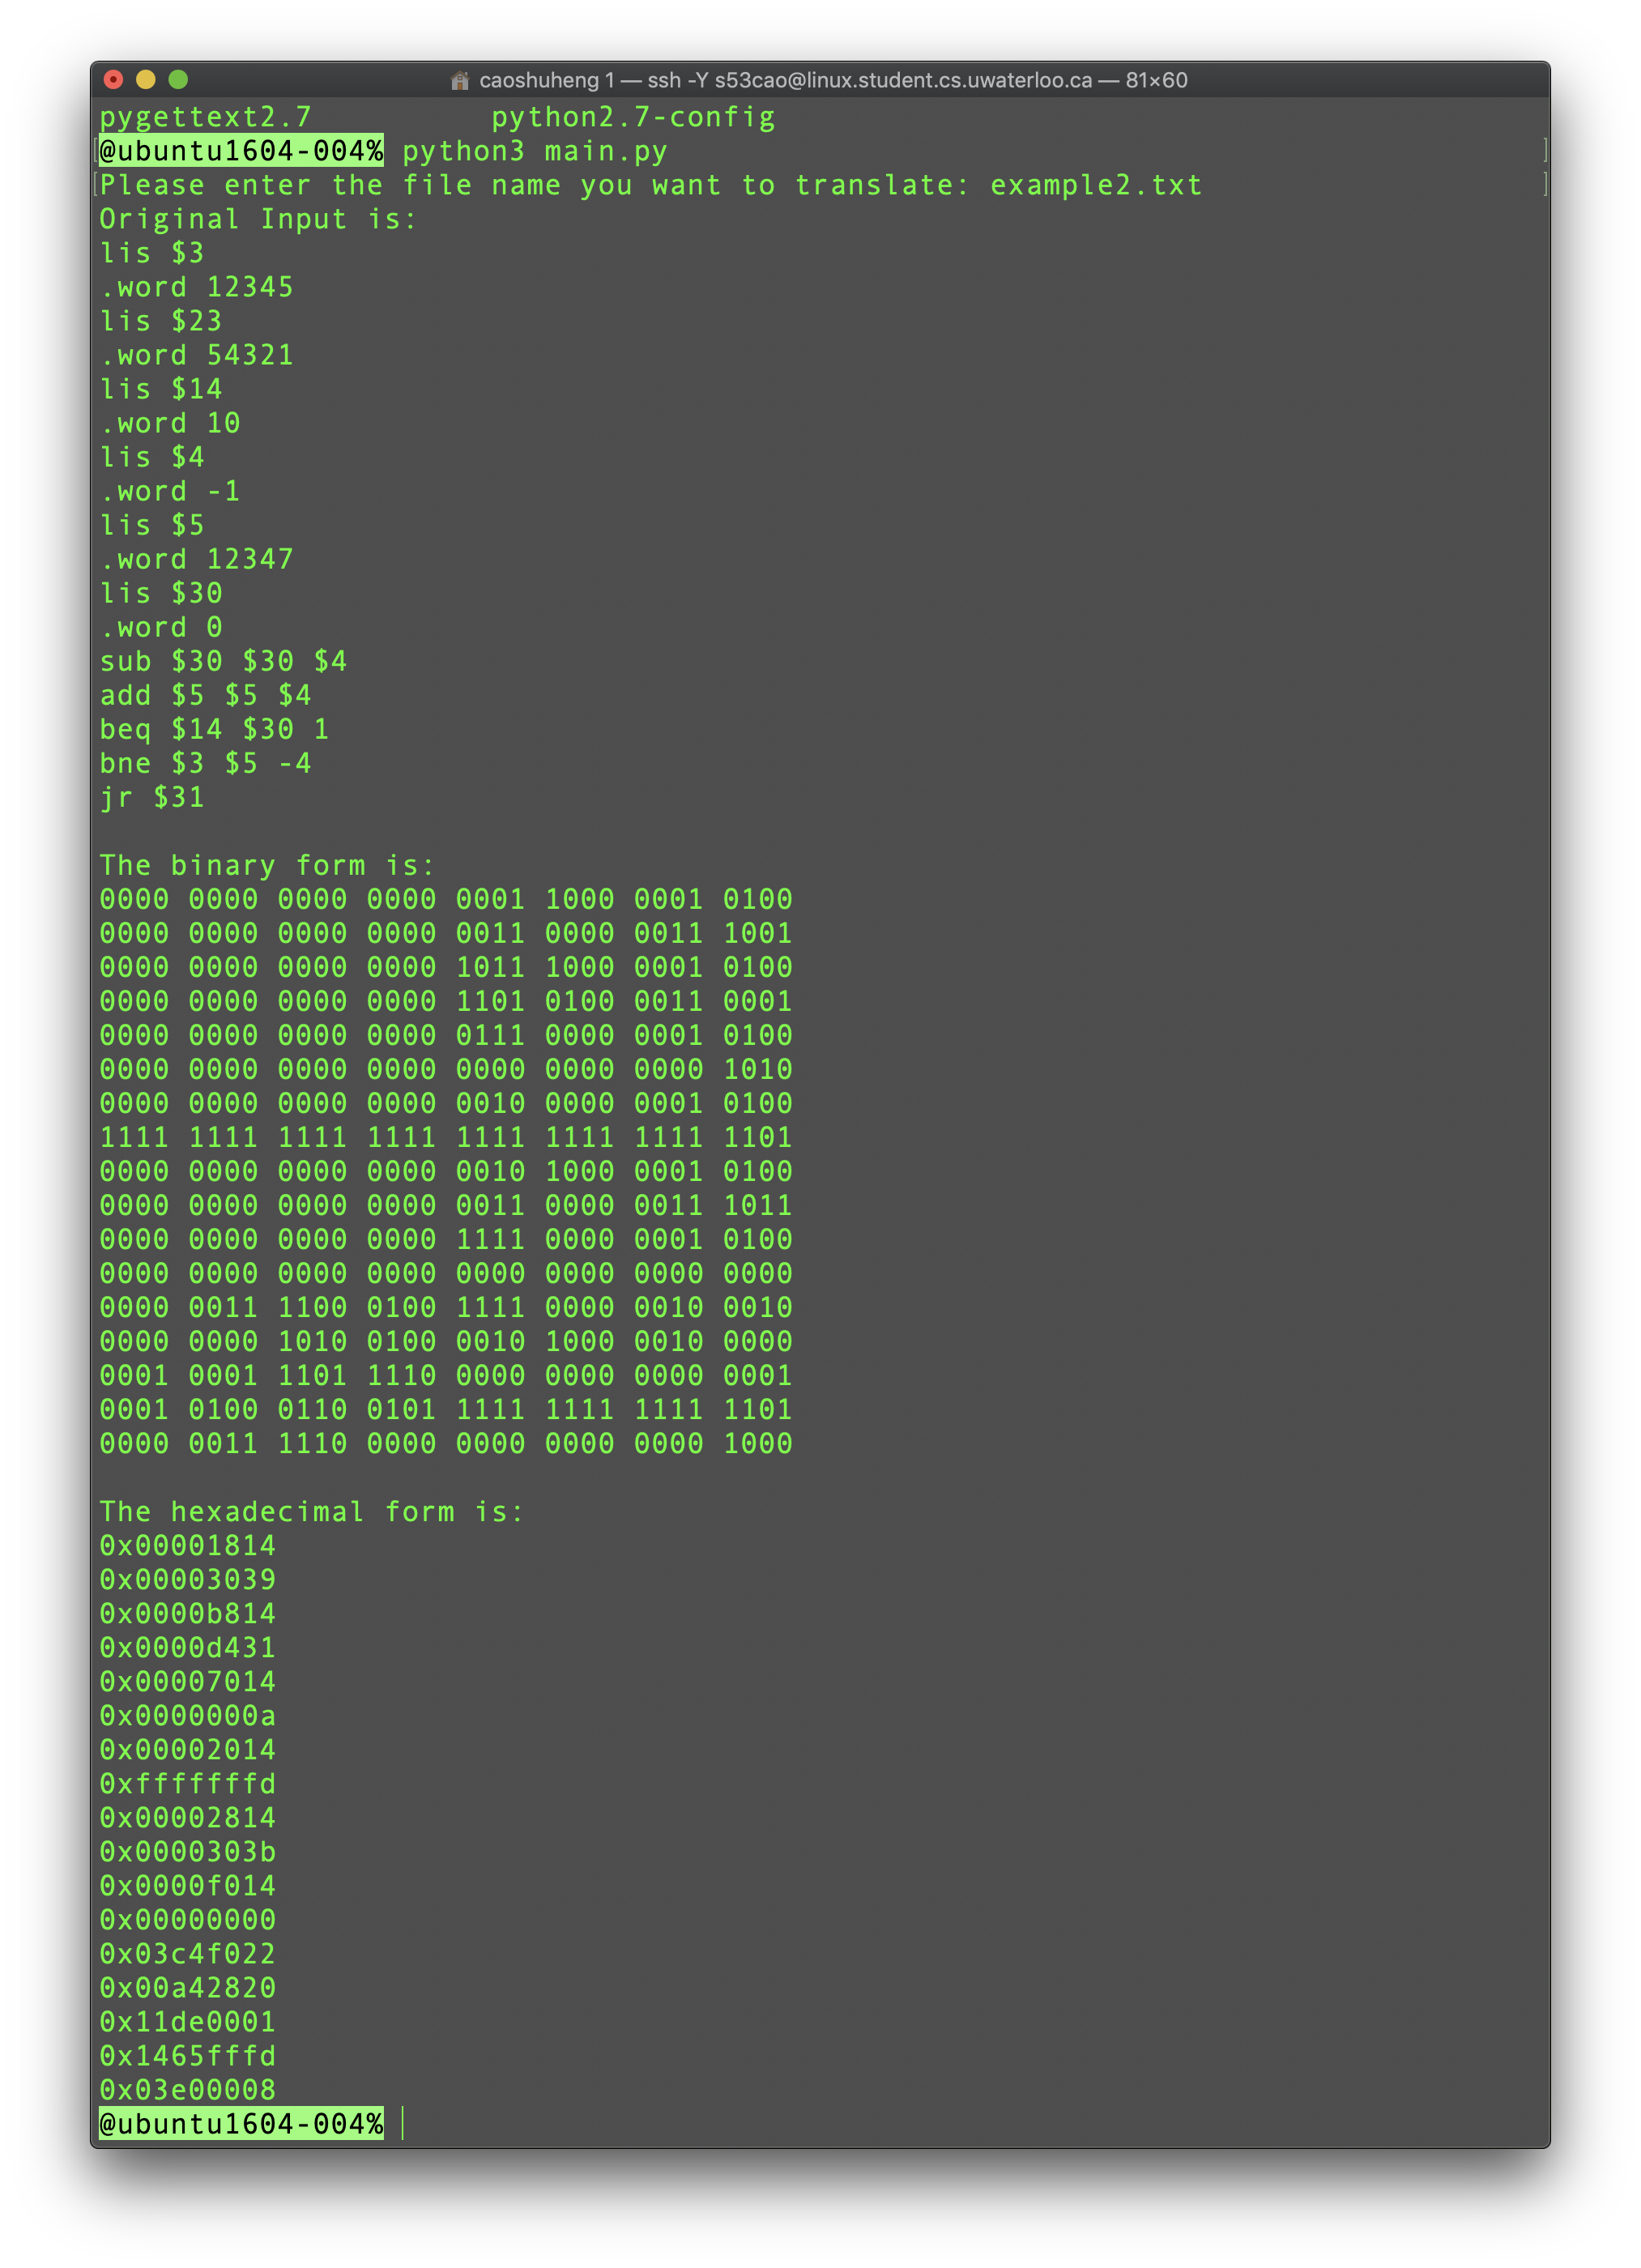 caoshuheng 1 — ssh -Y s53cao@linux.student.cs.uwaterloo.ca — 81×60
pygettext2.7          python2.7-config
[@ubuntu1604-004% python3 main.py ]
[Please enter the file name you want to translate: example2.txt ]
Original Input is:
lis $3
.word 12345
lis $23
.word 54321
lis $14
.word 10
lis $4
.word -1
lis $5
.word 12347
lis $30
.word 0
sub $30 $30 $4
add $5 $5 $4
beq $14 $30 1
bne $3 $5 -4
jr $31

The binary form is:
0000 0000 0000 0000 0001 1000 0001 0100
0000 0000 0000 0000 0011 0000 0011 1001
0000 0000 0000 0000 1011 1000 0001 0100
0000 0000 0000 0000 1101 0100 0011 0001
0000 0000 0000 0000 0111 0000 0001 0100
0000 0000 0000 0000 0000 0000 0000 1010
0000 0000 0000 0000 0010 0000 0001 0100
1111 1111 1111 1111 1111 1111 1111 1101
0000 0000 0000 0000 0010 1000 0001 0100
0000 0000 0000 0000 0011 0000 0011 1011
0000 0000 0000 0000 1111 0000 0001 0100
0000 0000 0000 0000 0000 0000 0000 0000
0000 0011 1100 0100 1111 0000 0010 0010
0000 0000 1010 0100 0010 1000 0010 0000
0001 0001 1101 1110 0000 0000 0000 0001
0001 0100 0110 0101 1111 1111 1111 1101
0000 0011 1110 0000 0000 0000 0000 1000

The hexadecimal form is:
0x00001814
0x00003039
0x0000b814
0x0000d431
0x00007014
0x0000000a
0x00002014
0xfffffffd
0x00002814
0x0000303b
0x0000f014
0x00000000
0x03c4f022
0x00a42820
0x11de0001
0x1465fffd
0x03e00008
@ubuntu1604-004%